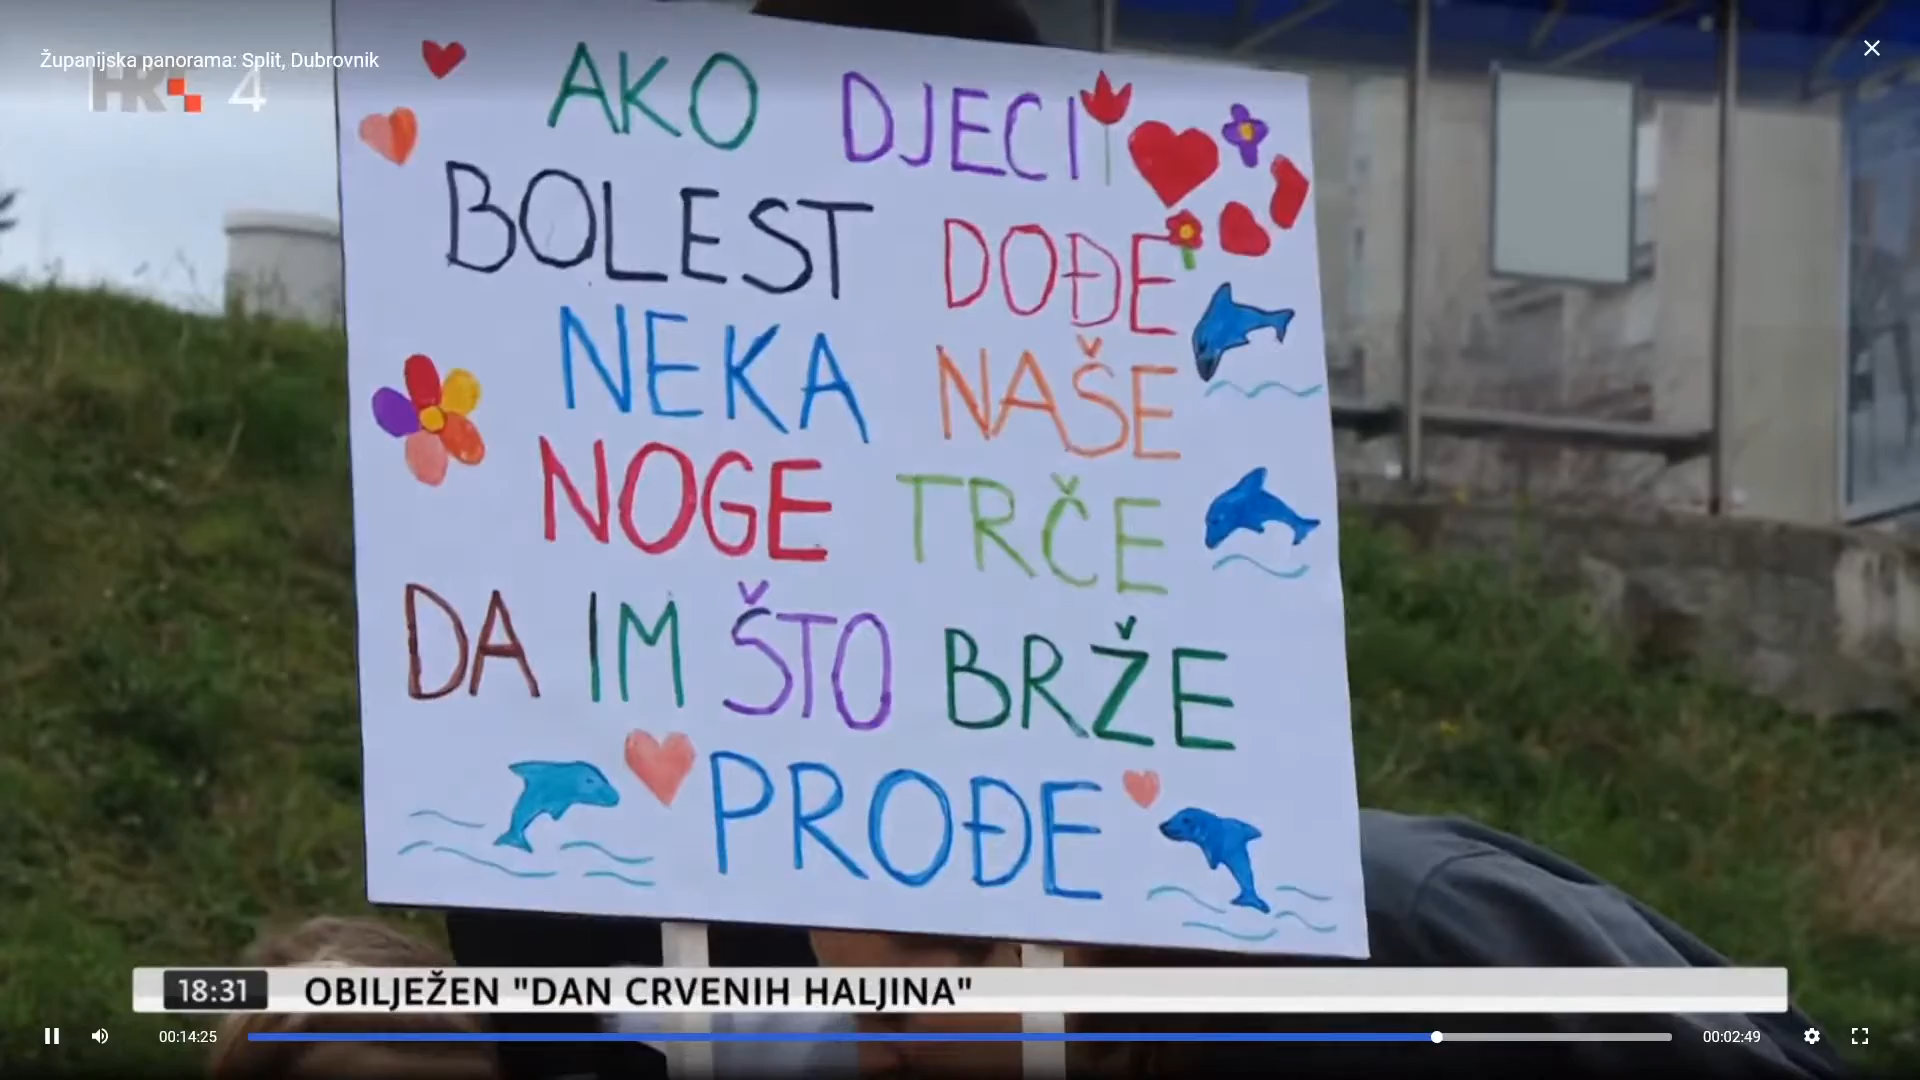 Županijska panorama: Split, Dubrovnik
HRT 4
AKO DJECI
BOLEST DOĐE
NEKA NAŠE
NOGE TRČE
DA IM ŠTO BRŽE
PROĐE
18:31 OBILJEŽEN "DAN CRVENIH HALJINA"
00:14:25 00:02:49